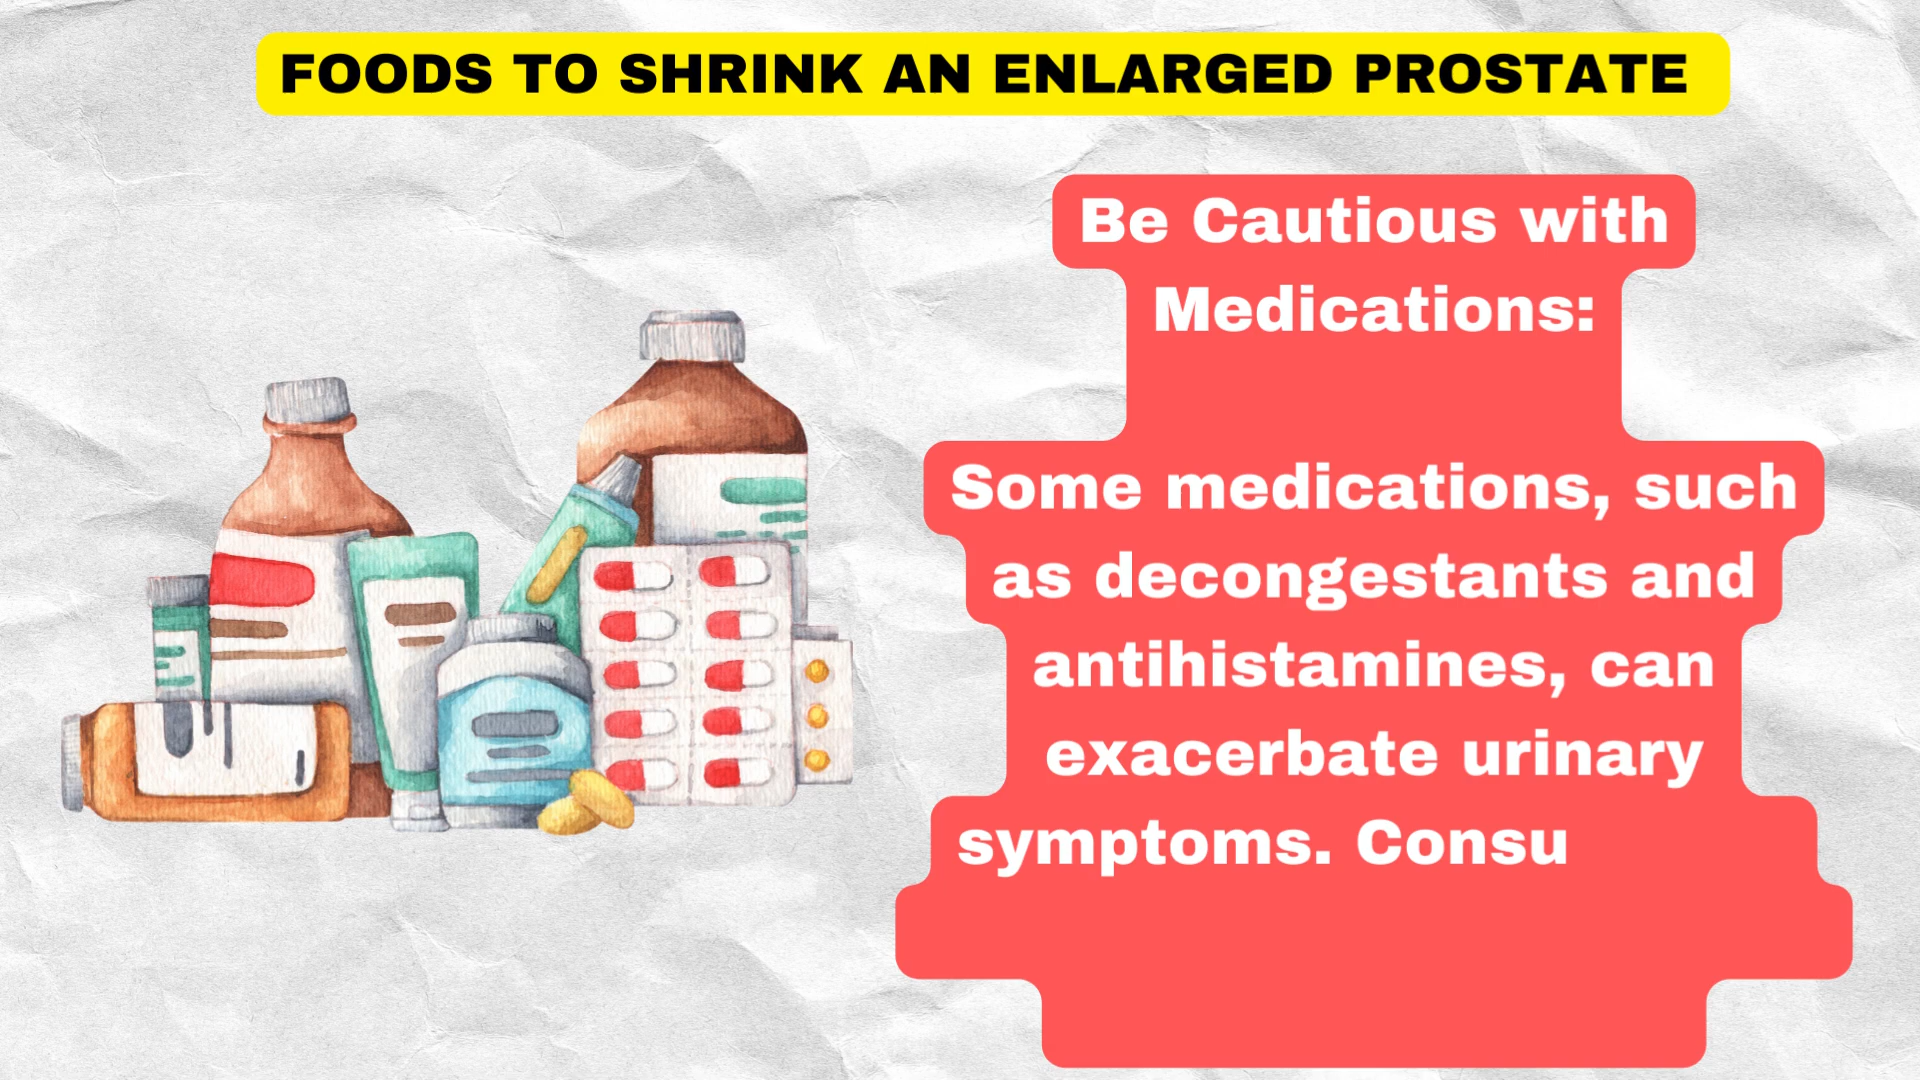 FOODS TO SHRINK AN ENLARGED PROSTATE
Be Cautious with
Medications:
Some medications, such
as decongestants and
antihistamines, can
exacerbate urinary
symptoms. Consu